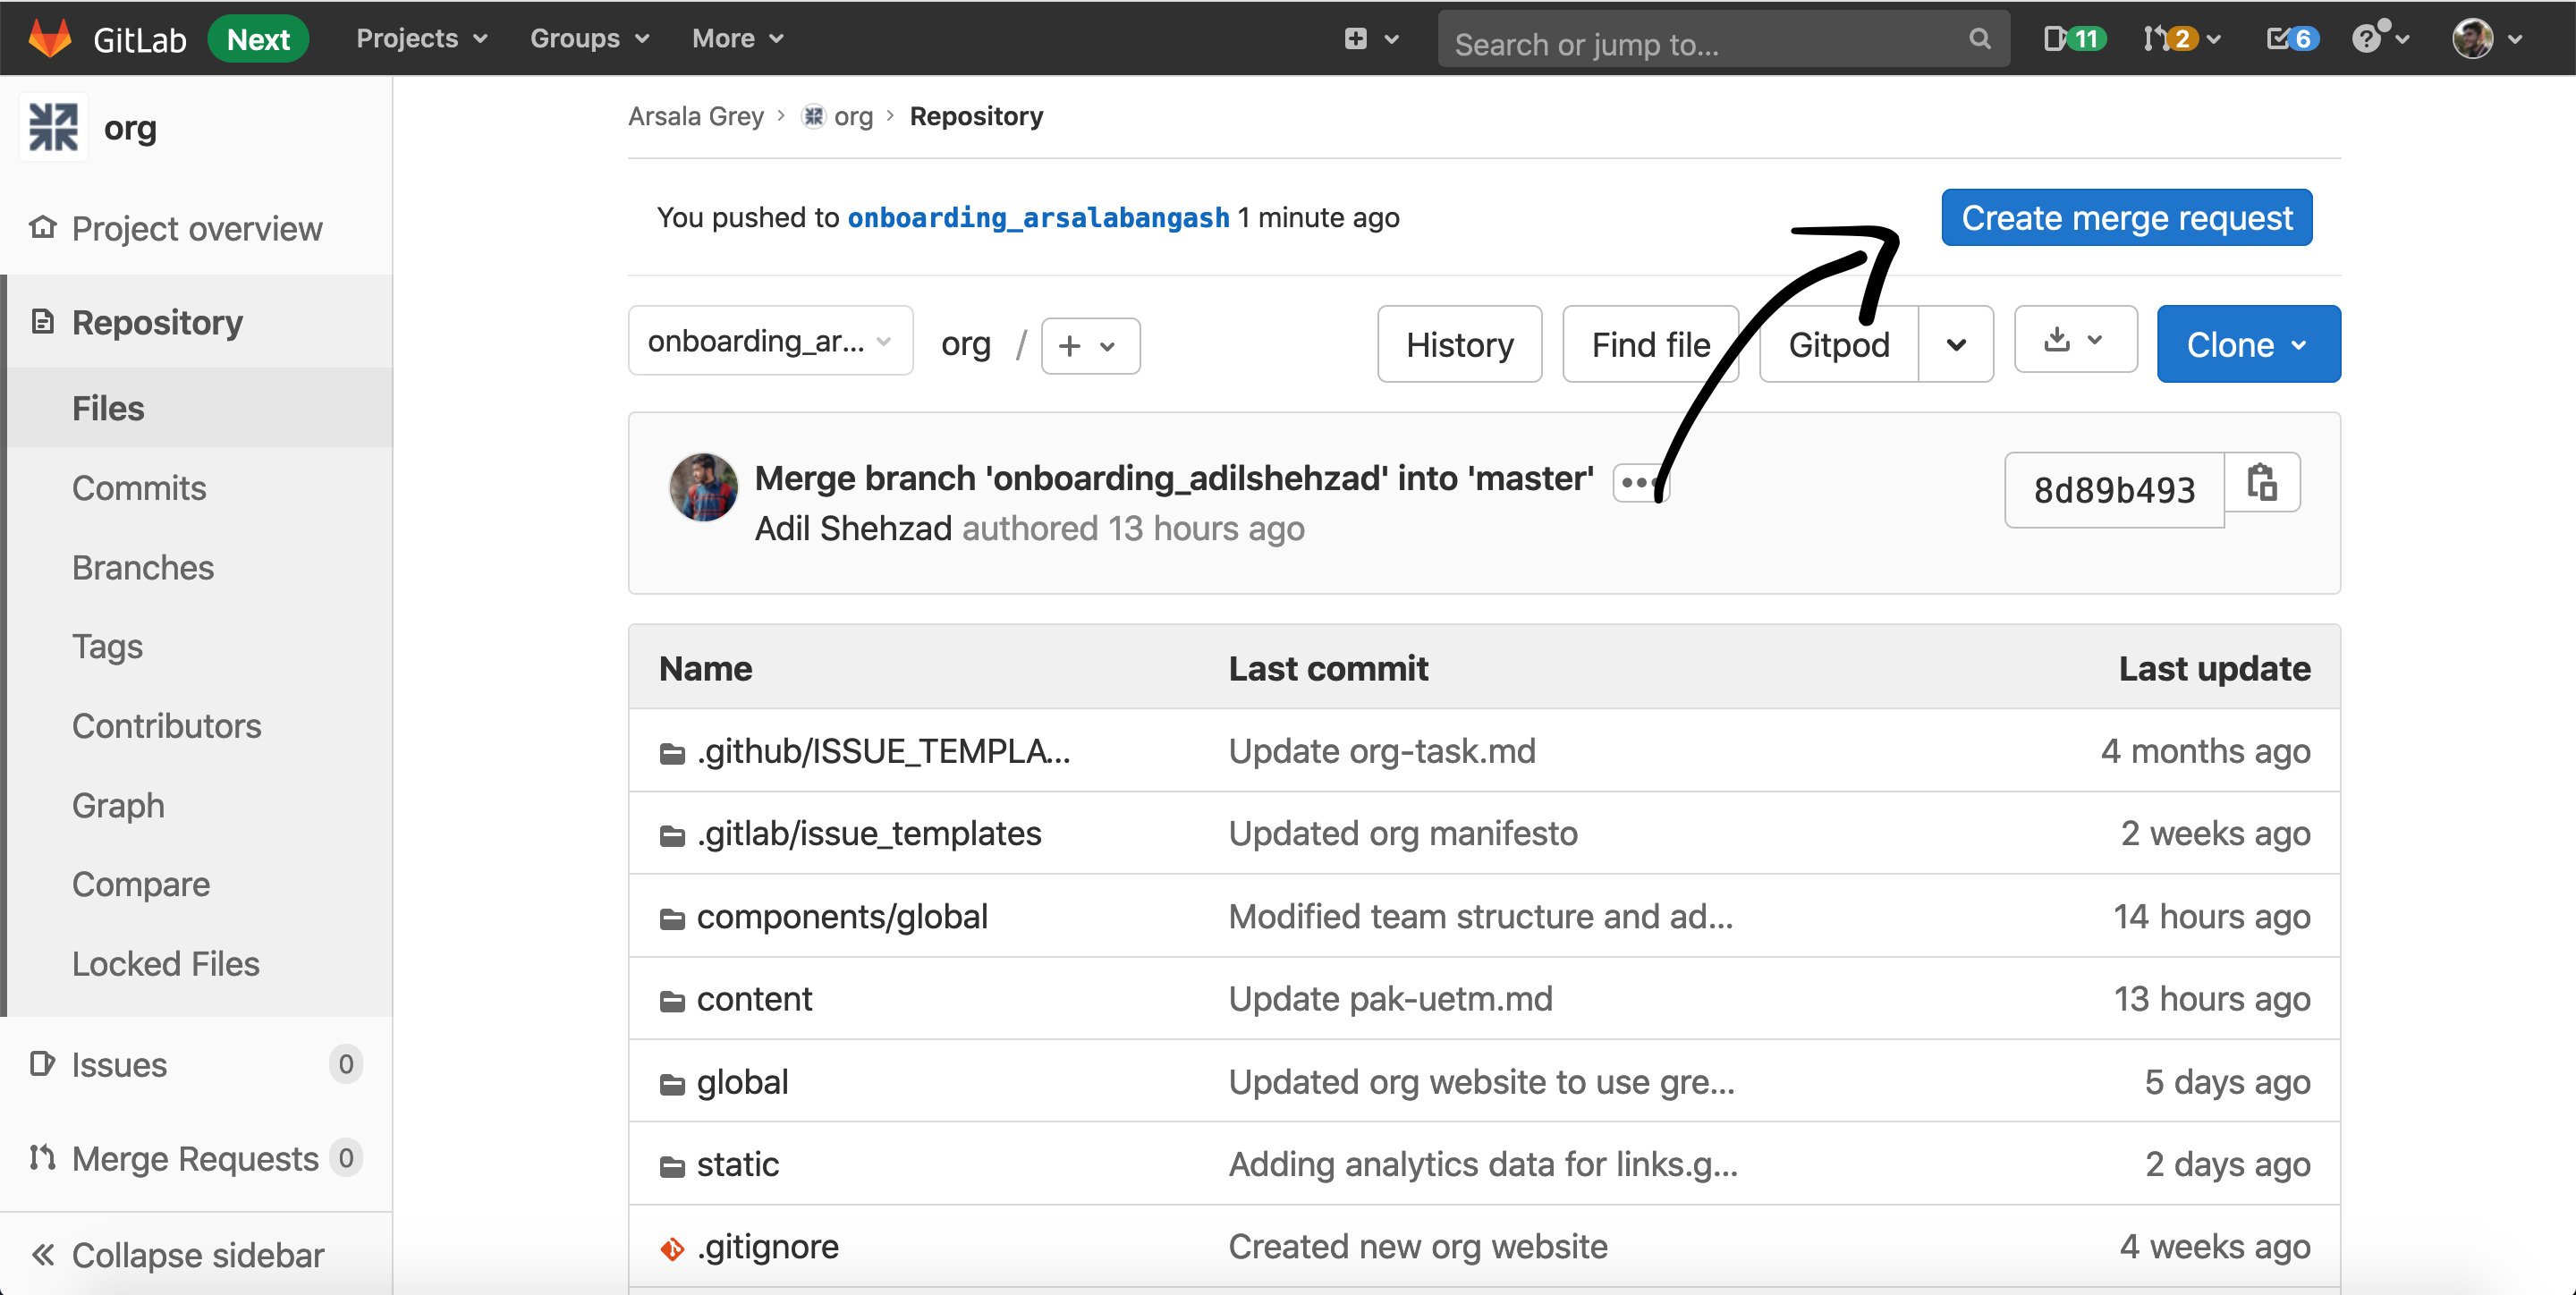 GitLab Next Projects Groups More Search or jump to... 11 2 6
org
Project overview
Repository
Files
Commits
Branches
Tags
Contributors
Graph
Compare
Locked Files
Issues 0
Merge Requests 0
Collapse sidebar
Arsala Grey › org › Repository
You pushed to onboarding_arsalabangash 1 minute ago Create merge request
onboarding_ar... org / + History Find file Gitpod Clone
Merge branch 'onboarding_adilshehzad' into 'master' 8d89b493
Adil Shehzad authored 13 hours ago
Name Last commit Last update
.github/ISSUE_TEMPLA... Update org-task.md 4 months ago
.gitlab/issue_templates Updated org manifesto 2 weeks ago
components/global Modified team structure and ad... 14 hours ago
content Update pak-uetm.md 13 hours ago
global Updated org website to use gre... 5 days ago
static Adding analytics data for links.g... 2 days ago
.gitignore Created new org website 4 weeks ago